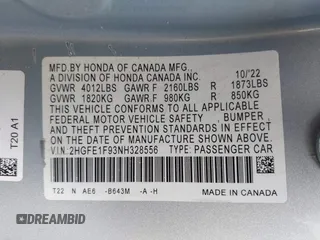 MFD.BY HONDA OF CANADA MFG.,
A DIVISION OF HONDA CANADA INC. 10/'22
GVWR 4012LBS GAWR F 2160LBS R 1873LBS
GVWR 1820KG GAWR F 980KG R 850KG
THIS VEHICLE CONFORMS TO ALL APPLICABLE
FEDERAL MOTOR VEHICLE SAFETY , BUMPER ,
AND THEFT PREVENTION STANDARDS IN EFFECT
ON THE DATE OF MANUFACTURE SHOWN ABOVE.
V.I.N:2HGFE1F93NH328556 TYPE:PASSENGER CAR
T22 N AE6 -B643M -A -H MADE IN CANADA
T20 A1
DREAMBID